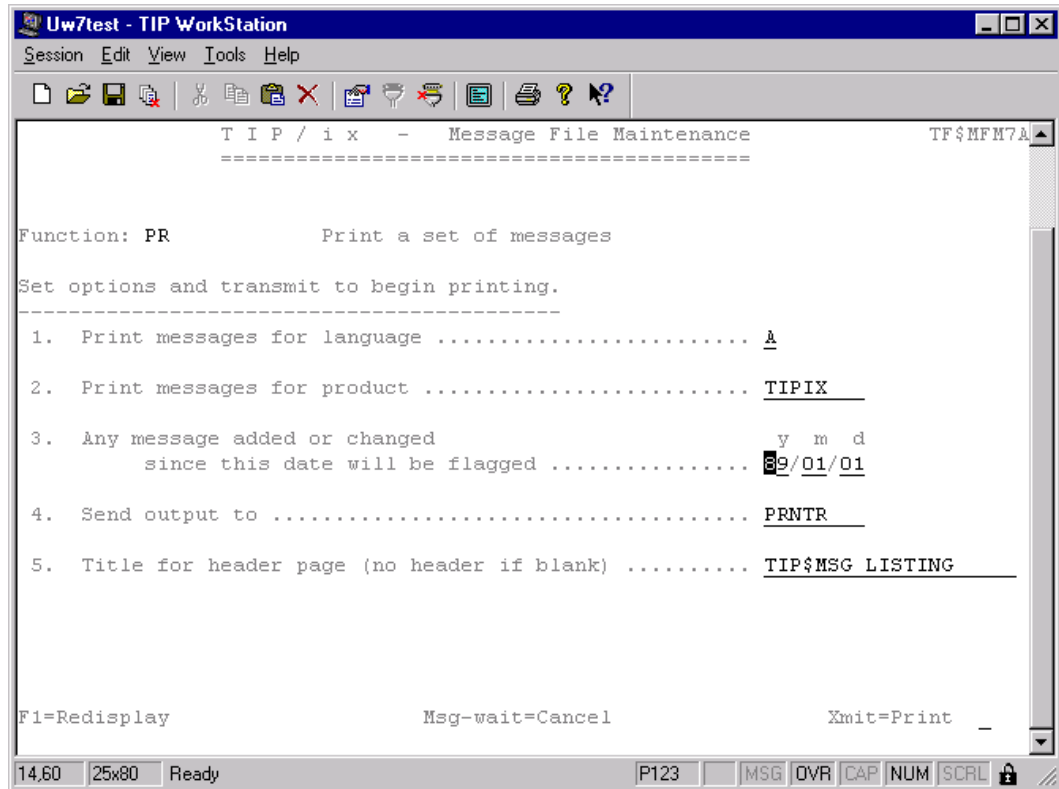 Uw7test - TIP WorkStation
Session Edit View Tools Help
T I P / i x - Message File Maintenance TF$MFM7A
==========================================
Function: PR Print a set of messages
Set options and transmit to begin printing.
-------------------------------------------
1. Print messages for language ......................... A
2. Print messages for product .......................... TIPIX
3. Any message added or changed y m d
since this date will be flagged ................ 89/01/01
4. Send output to ...................................... PRNTR
5. Title for header page (no header if blank) .......... TIP$MSG LISTING
F1=Redisplay Msg-wait=Cancel Xmit=Print
14,60 25x80 Ready P123 MSG OVR CAP NUM SCRL